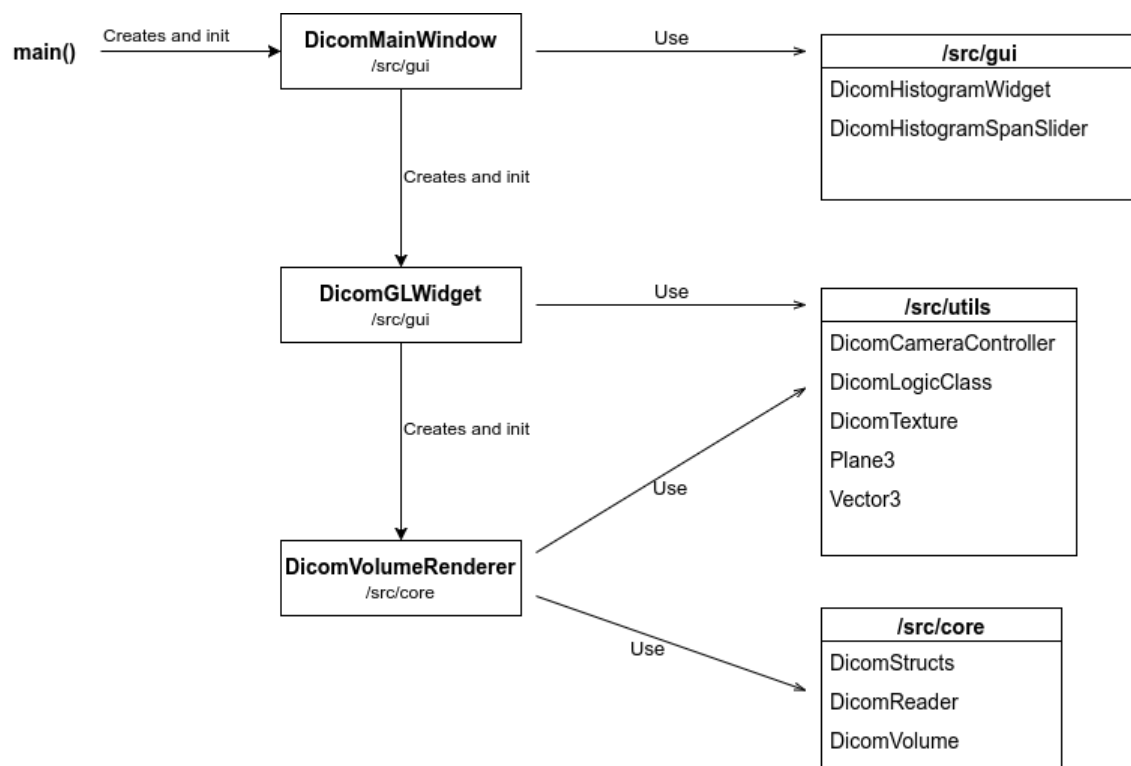 main()
Creates and init
DicomMainWindow
/src/gui
Use
/src/gui
DicomHistogramWidget
DicomHistogramSpanSlider
Creates and init
DicomGLWidget
/src/gui
Use
/src/utils
DicomCameraController
DicomLogicClass
DicomTexture
Plane3
Vector3
Creates and init
Use
DicomVolumeRenderer
/src/core
Use
/src/core
DicomStructs
DicomReader
DicomVolume